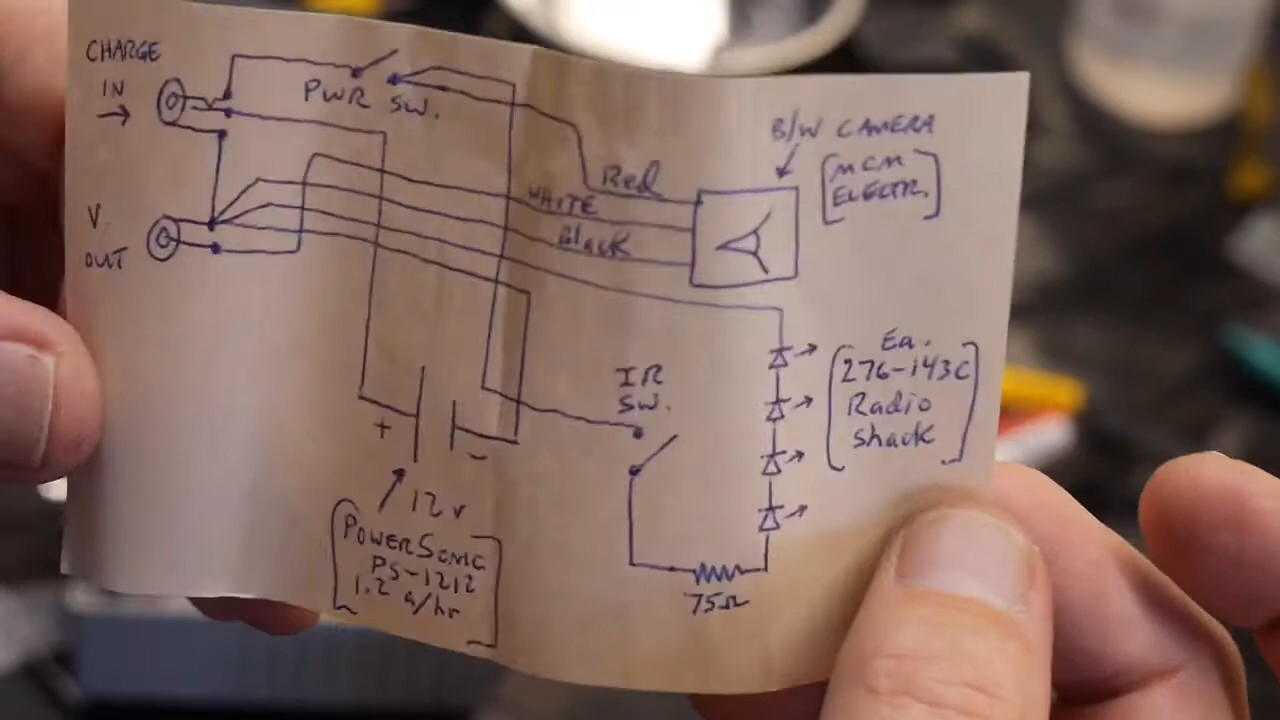 CHARGE
IN
PWR SW.
V
OUT
Red
WHITE
Black
B/W CAMERA
MCM
ELECTR.
+
-
12v
POWERSONIC
PS-1212
1.2 a/hr
IR
SW.
75Ω
Ea.
276-143C
Radio
shack